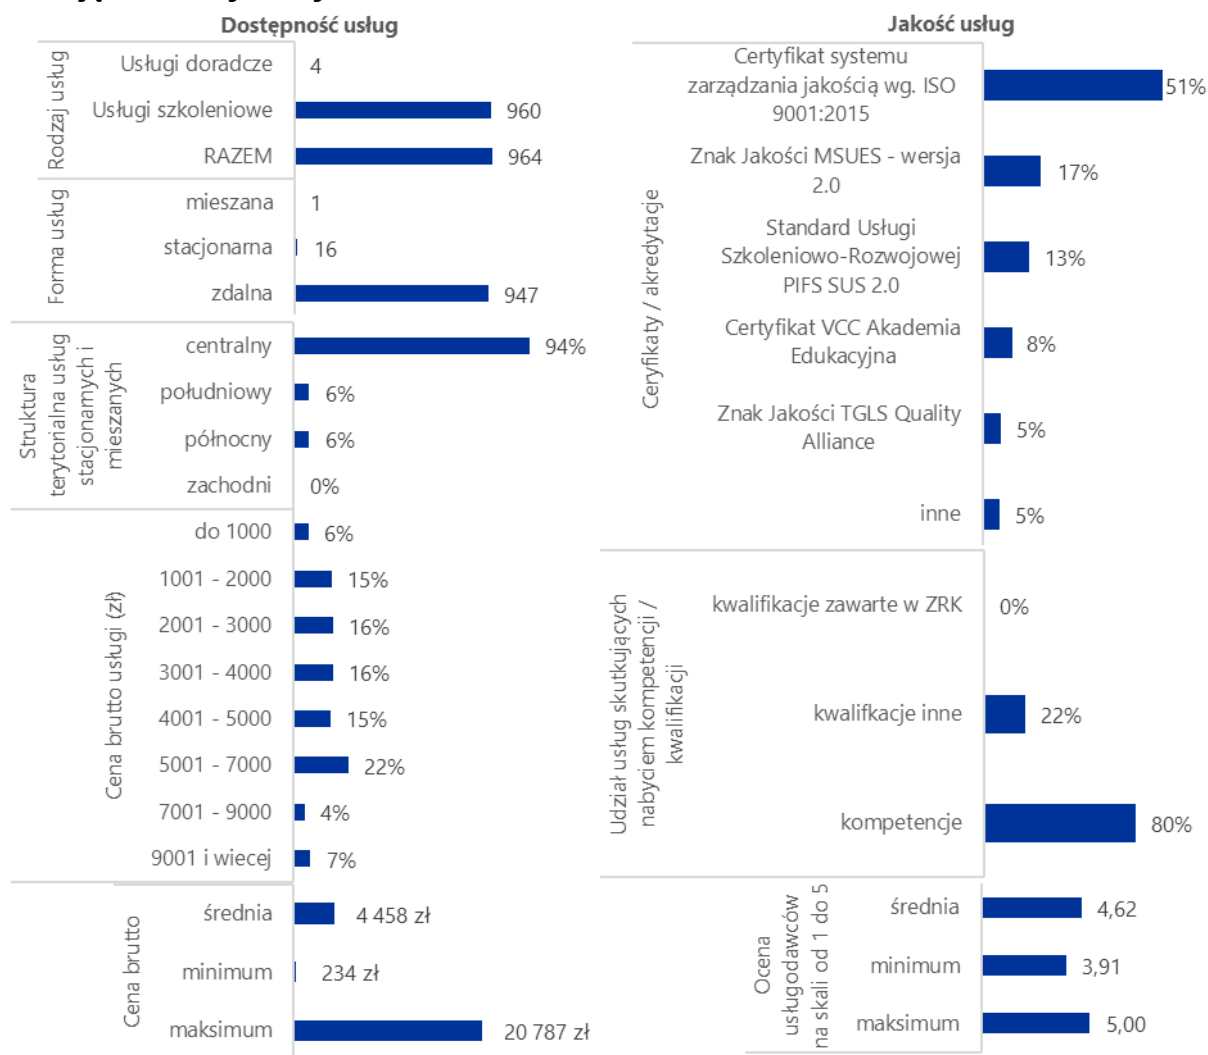 Dostępność usług
Rodzaj usług
Usługi doradcze 4
Usługi szkoleniowe 960
RAZEM 964
Forma usług
mieszana 1
stacjonarna 16
zdalna 947
Struktura
terytorialna usług
stacjonarnych i
mieszanych
centralny 94%
południowy 6%
północny 6%
zachodni 0%
Cena brutto usługi (zł)
do 1000 6%
1001 - 2000 15%
2001 - 3000 16%
3001 - 4000 16%
4001 - 5000 15%
5001 - 7000 22%
7001 - 9000 4%
9001 i wiecej 7%
Cena brutto
średnia 4 458 zł
minimum 234 zł
maksimum 20 787 zł
Jakość usług
Ceryfikaty / akredytacje
Certyfikat systemu
zarządzania jakością wg. ISO
9001:2015
51%
Znak Jakości MSUES - wersja
2.0
17%
Standard Usługi
Szkoleniowo-Rozwojowej
PIFS SUS 2.0
13%
Certyfikat VCC Akademia
Edukacyjna
8%
Znak Jakości TGLS Quality
Alliance
5%
inne 5%
Udział usług skutkujących
nabyciem kompetencji /
kwalifikacji
kwalifikacje zawarte w ZRK 0%
kwalifkacje inne 22%
kompetencje 80%
Ocena
usługodawców
na skali od 1 do 5
średnia 4,62
minimum 3,91
maksimum 5,00